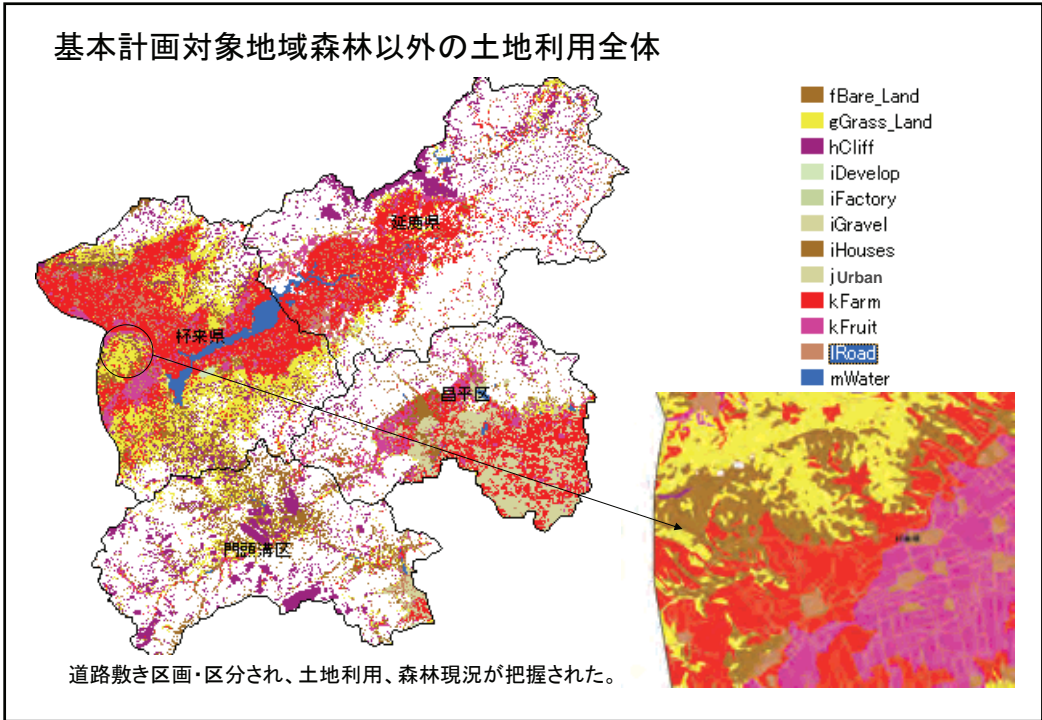 基本計画対象地域森林以外の土地利用全体
fBare_Land
gGrass_Land
hCliff
iDevelop
iFactory
iGravel
iHouses
jUrban
kFarm
kFruit
lRoad
mWater
延慶県
杯来県
昌平区
門頭溝区
道路敷き区画・区分され、土地利用、森林現況が把握された。